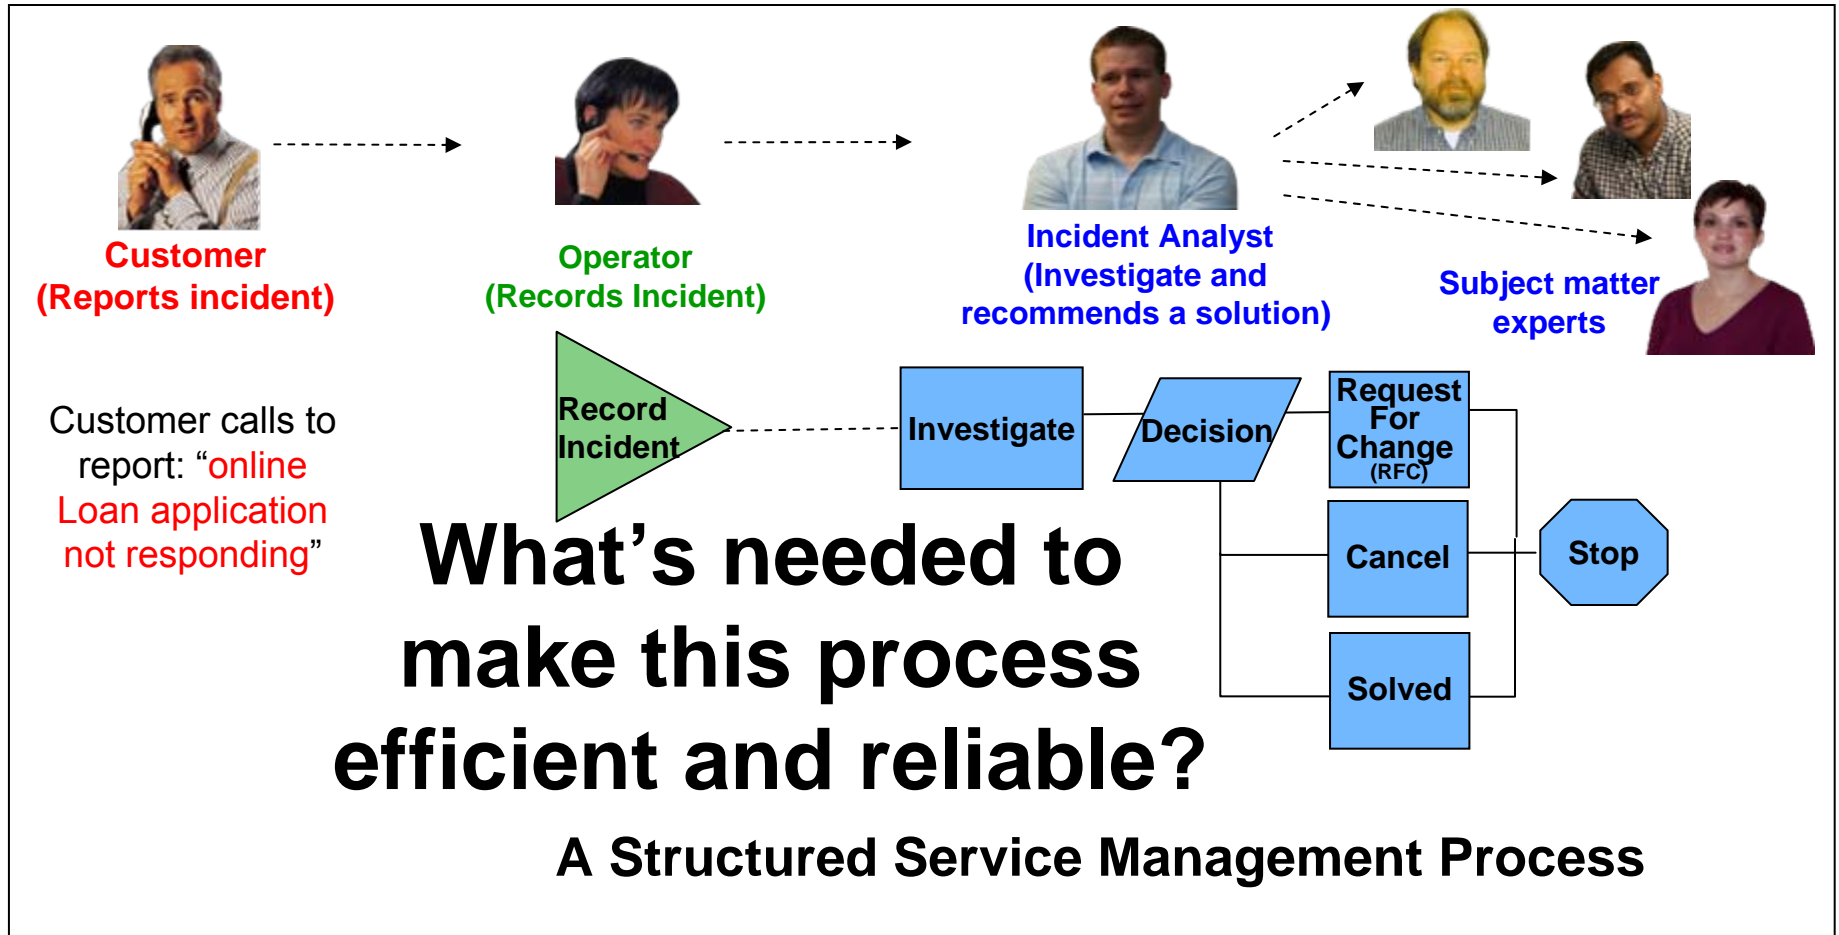 Customer
(Reports incident)
Operator
(Records Incident)
Incident Analyst
(Investigate and
recommends a solution)
Subject matter
experts
Customer calls to
report: “online
Loan application
not responding”
Record
Incident
Investigate
Decision
Request
For
Change
(RFC)
Cancel
Solved
Stop
What’s needed to
make this process
efficient and reliable?
A Structured Service Management Process